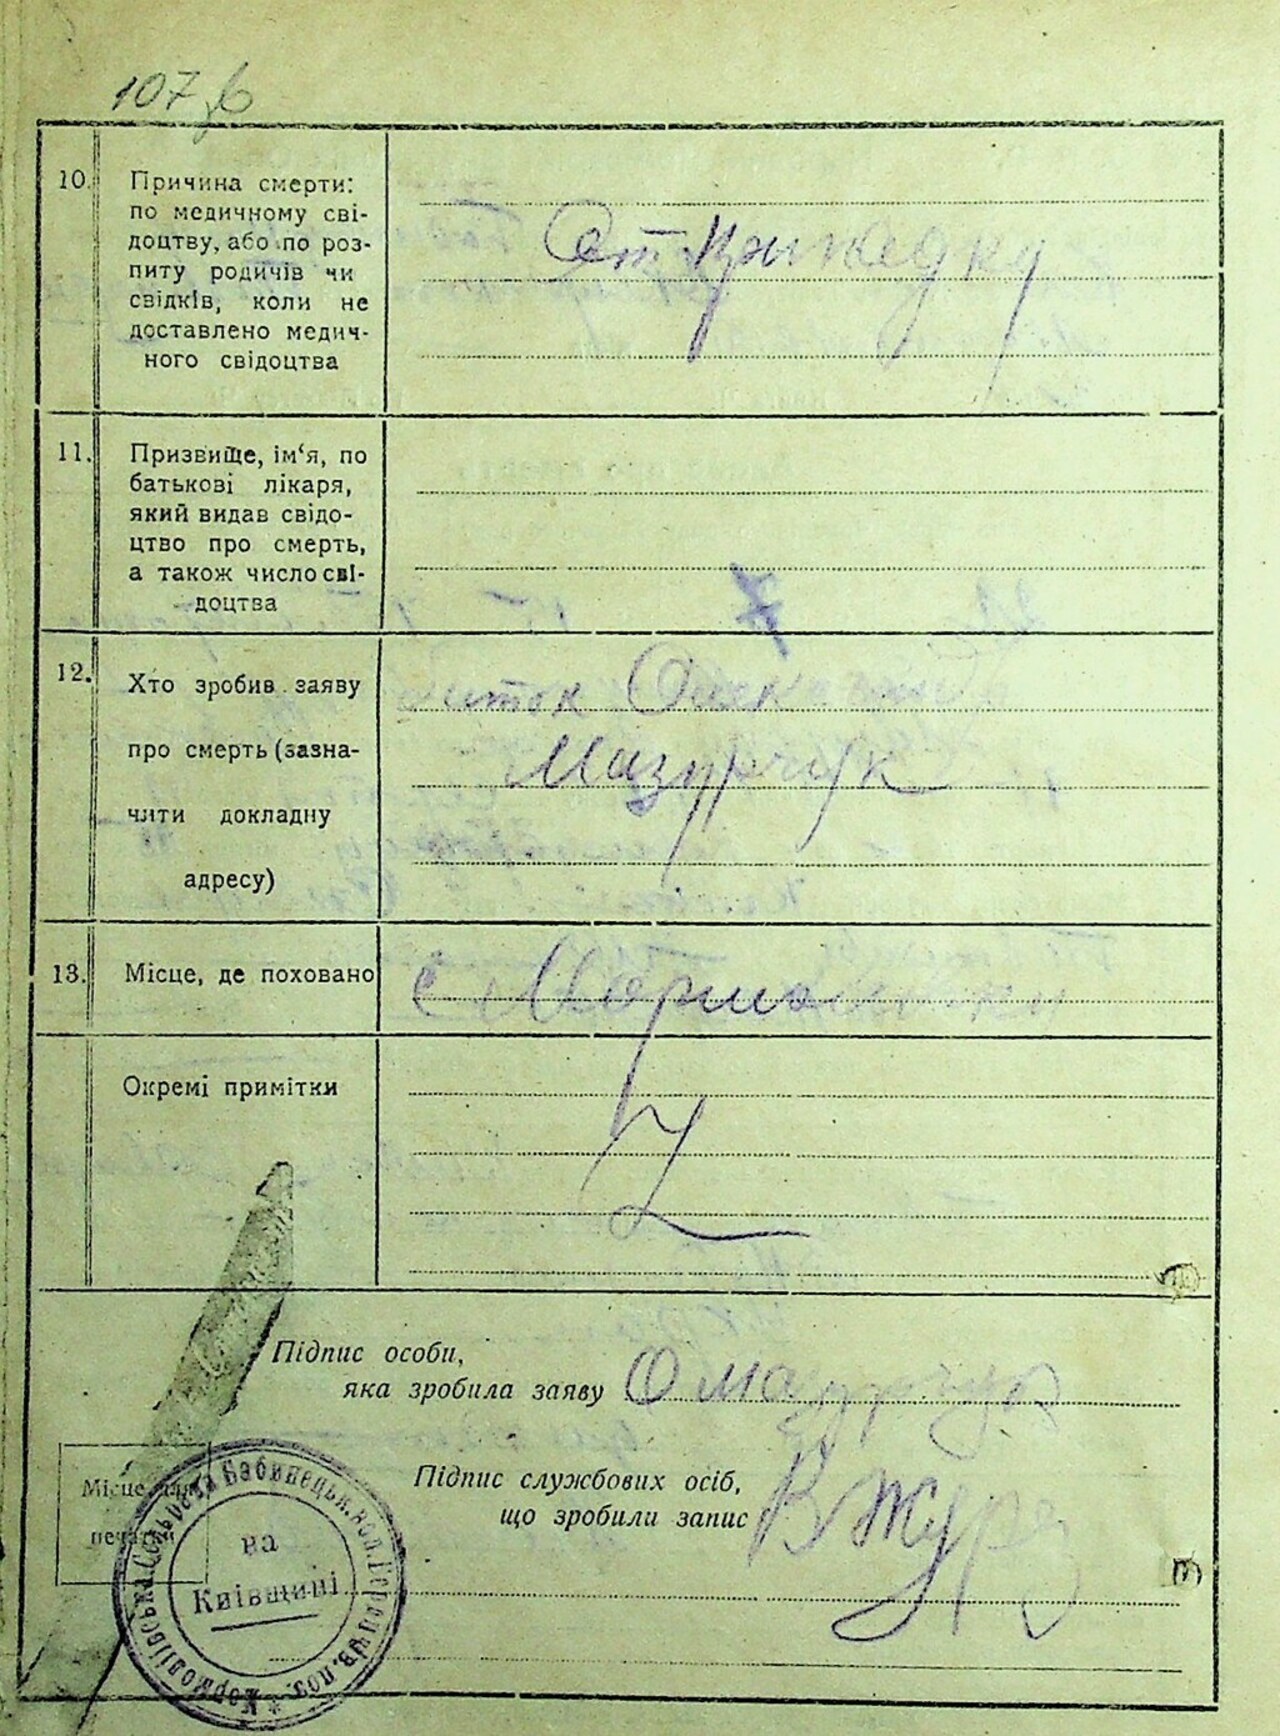 107
10.
Причина смерти:
по медичному сві-
доцтву, або по роз-
питу родичів чи
свідків, коли не
доставлено медич-
ного свідоцтва
От
11.
Призвище, ім‘я, по
батькові лікаря,
який видав свідо-
цтво про смерть,
а також число сві-
доцтва
12.
Хто зробив заяву
про смерть (зазна-
чити докладну
адресу)
Мазурчук
13.
Місце, де поховано
с
Окремі примітки
Z
Підпис особи,
яка зробила заяву О Мазурчук
Підпис службових осіб,
що зробили запис В Жура
Місце для
печатки
на
Київщині